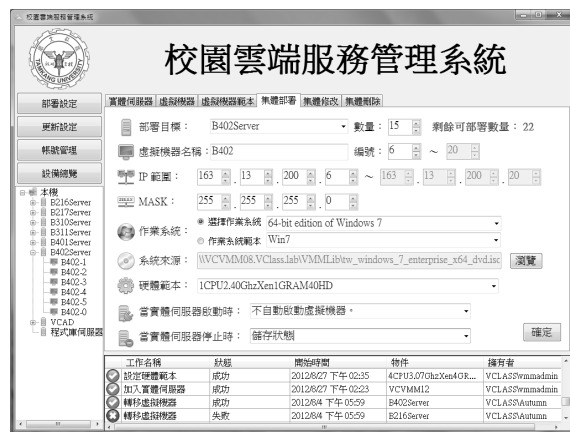 校園雲端服務管理系統
校園雲端服務管理系統
TAMKANG UNIVERSITY
部署設定
更新設定
帳號管理
設備總覽
實體伺服器 虛擬機器 虛擬機器範本 集體部署 集體修改 集體刪除
部署目標： B402Server 數量： 15 剩餘可部署數量： 22
虛擬機器名稱： B402 編號： 6 ~ 20
IP 範圍： 163 . 13 . 200 . 6 ~ 163 . 13 . 200 . 20
MASK： 255 . 255 . 255 . 0
作業系統： 選擇作業系統 64-bit edition of Windows 7
作業系統範本 Win7
系統來源： \\VCVMM08.VClass.lab\VMMLib\tw_windows_7_enterprise_x64_dvd.isc 瀏覽
硬體範本： 1CPU2.40GhzXen1GRAM40HD
當實體伺服器啟動時： 不自動啟動虛擬機器。
當實體伺服器停止時： 儲存狀態 確定
本機
B216Server
B217Server
B310Server
B311Server
B401Server
B402Server
B402-1
B402-2
B402-3
B402-4
B402-5
B402-0
VCAD
程式庫伺服器
工作名稱 狀態 開始時間 物件 擁有者
設定硬體範本 成功 2012/8/27 下午 02:35 4CPU3.07GhzXen4GR... VCLASS\vmmadmin
加入實體伺服器 成功 2012/8/27 下午 02:23 VCVMM12 VCLASS\vmmadmin
轉移虛擬機器 成功 2012/8/4 下午 05:59 B402Server VCLASS\Autumn
轉移虛擬機器 失敗 2012/8/4 下午 05:59 B216Server VCLASS\Autumn